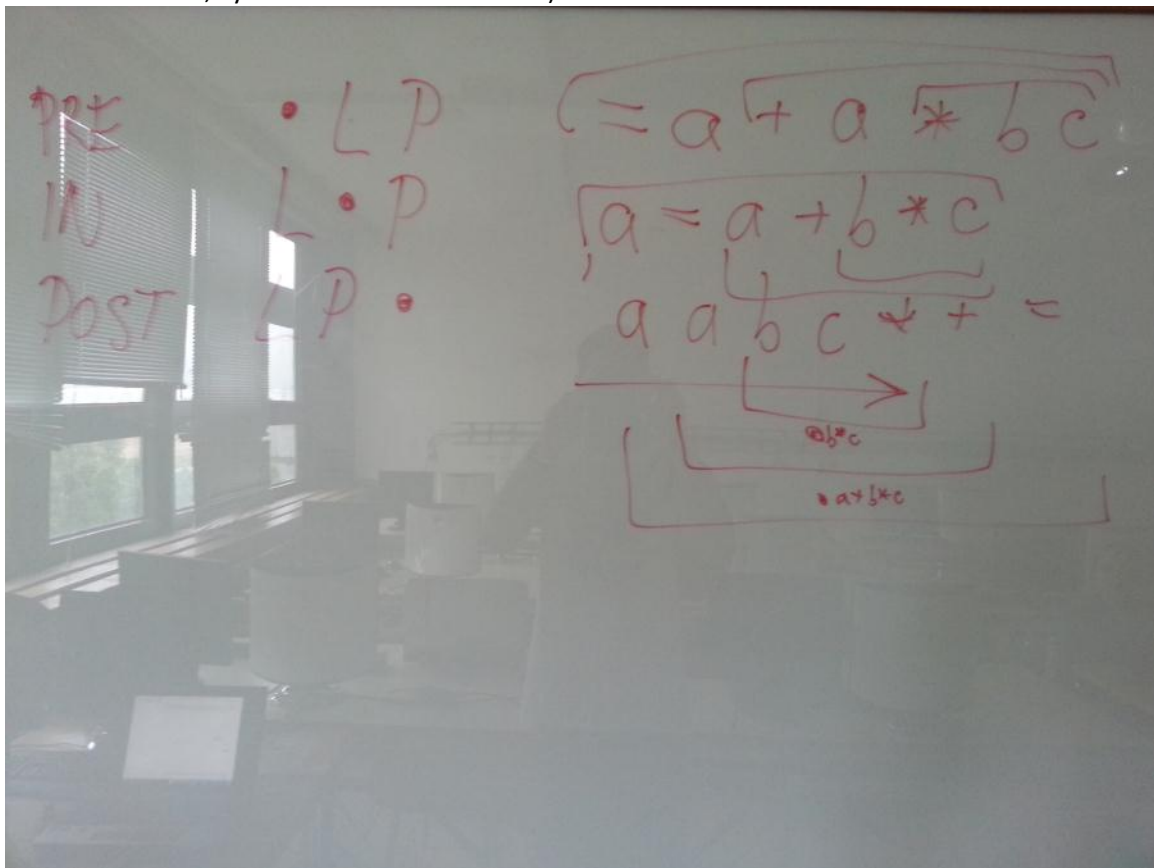 PRE • L P = a + a * b c
IN L • P a = a + b * c
POST L P • a a b c * + =
b*c
a+b*c